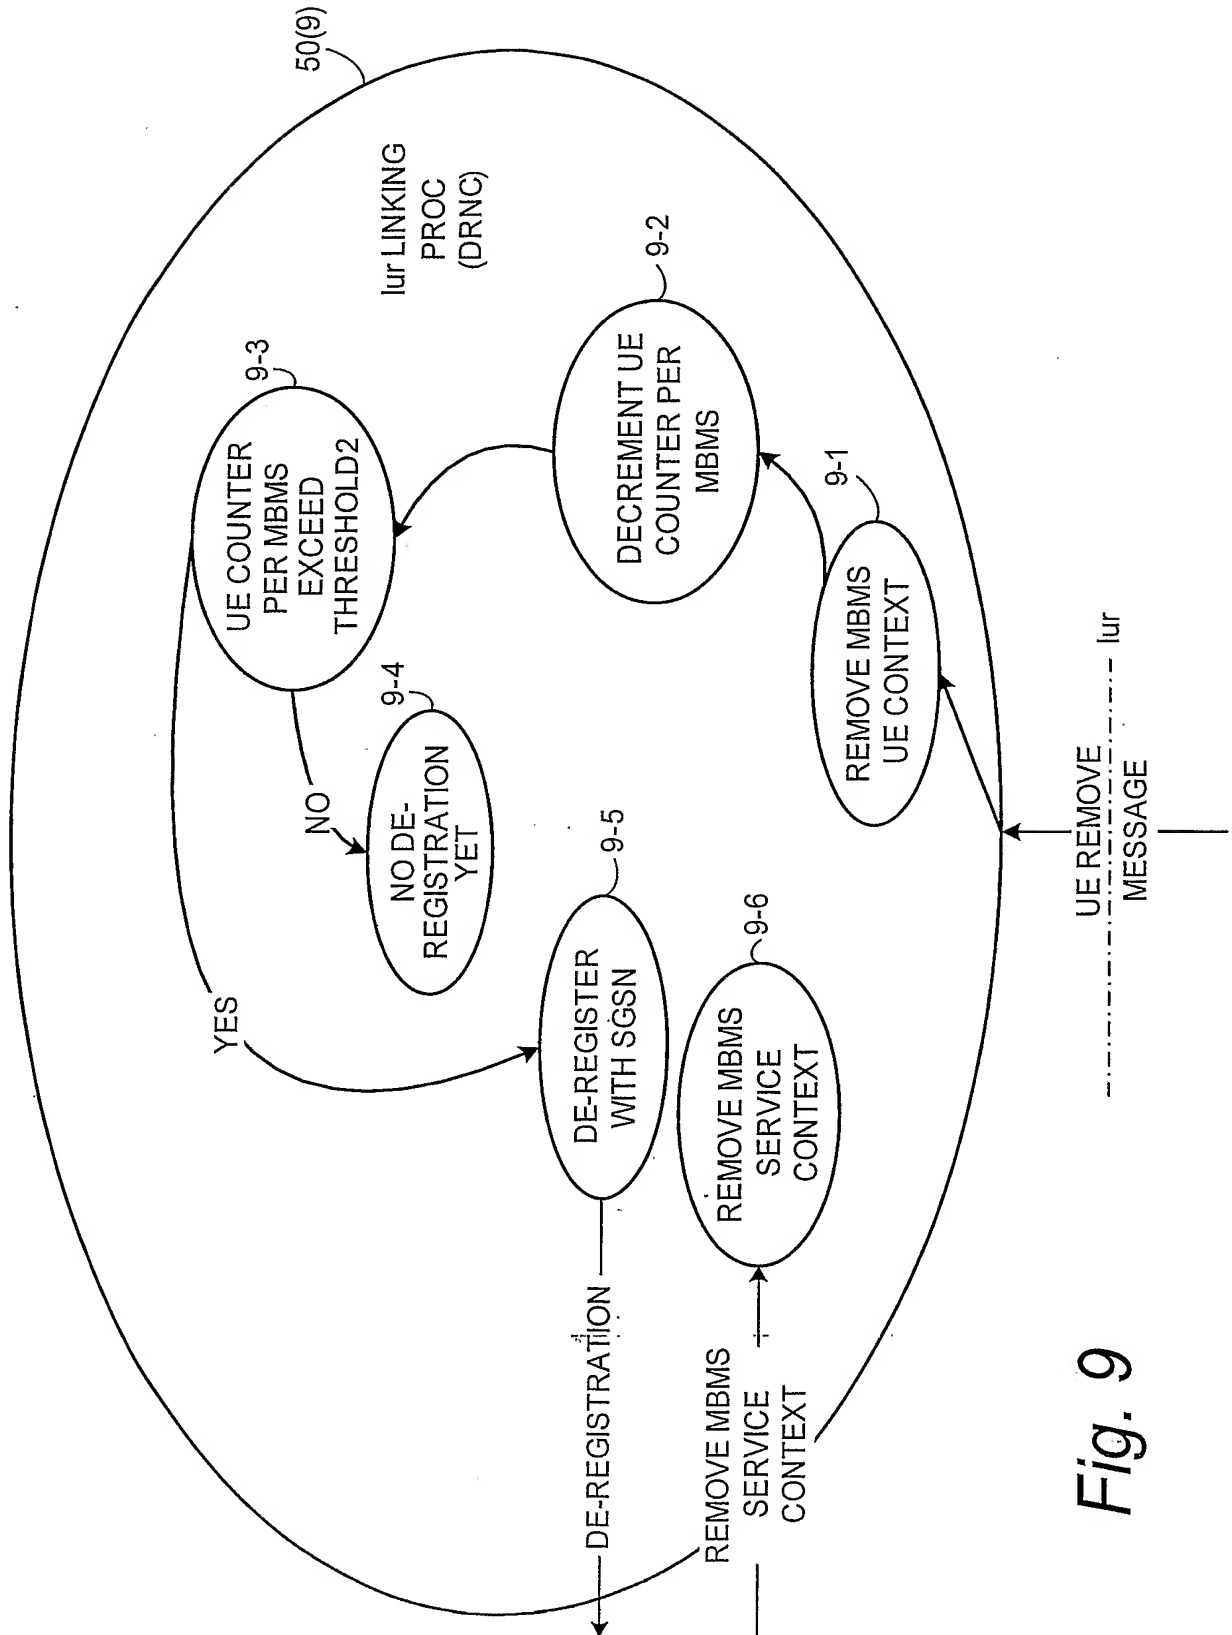 50(9)
Iur LINKING
PROC
(DRNC)
9-3
UE COUNTER
PER MBMS
EXCEED
THRESHOLD2
9-2
DECREMENT UE
COUNTER PER
MBMS
9-1
REMOVE MBMS
UE CONTEXT
NO
9-4
NO DE-
REGISTRATION
YET
YES
9-5
DE-REGISTER
WITH SGSN
9-6
REMOVE MBMS
SERVICE
CONTEXT
DE-REGISTRATION
REMOVE MBMS
SERVICE
CONTEXT
UE REMOVE
MESSAGE
Iur
Fig. 9